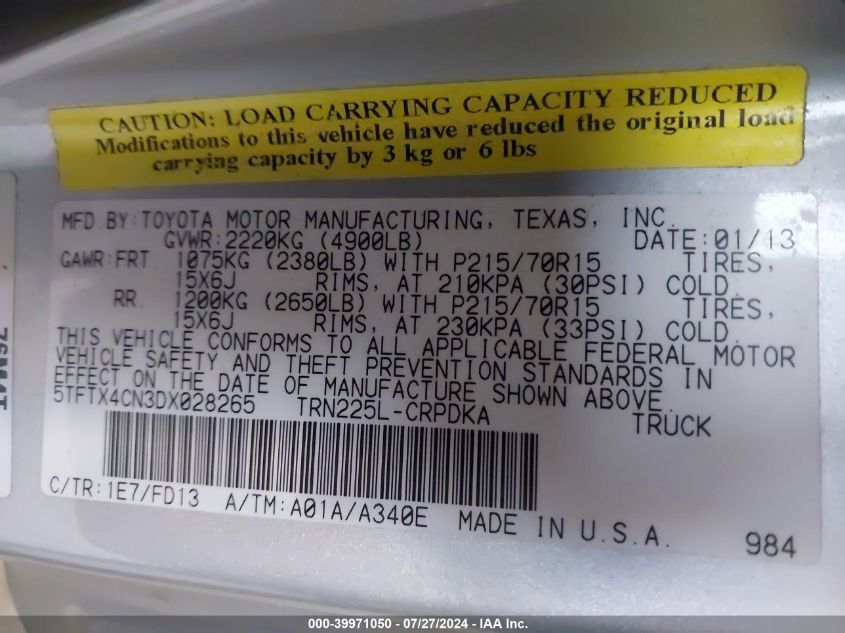 CAUTION: LOAD CARRYING CAPACITY REDUCED
Modifications to this vehicle have reduced the original load
carrying capacity by 3 kg or 6 lbs
MFD. BY: TOYOTA MOTOR MANUFACTURING, TEXAS, INC.
GVWR: 2220KG (4900LB) DATE: 01/13
GAWR: FRT 1075KG (2380LB) WITH P215/70R15 TIRES,
15X6J RIMS, AT 210KPA (30PSI) COLD.
RR. 1200KG (2650LB) WITH P215/70R15 TIRES,
15X6J RIMS, AT 230KPA (33PSI) COLD.
THIS VEHICLE CONFORMS TO ALL APPLICABLE FEDERAL MOTOR
VEHICLE SAFETY AND THEFT PREVENTION STANDARDS IN
EFFECT ON THE DATE OF MANUFACTURE SHOWN ABOVE.
5TFTX4CN3DX028265 TRN225L-CRPDKA TRUCK
C/TR: 1E7/FD13 A/TM: A01A/A340E MADE IN U.S.A.
984
000-39971050 - 07/27/2024 - Copyright © 2024 IAA, Inc.